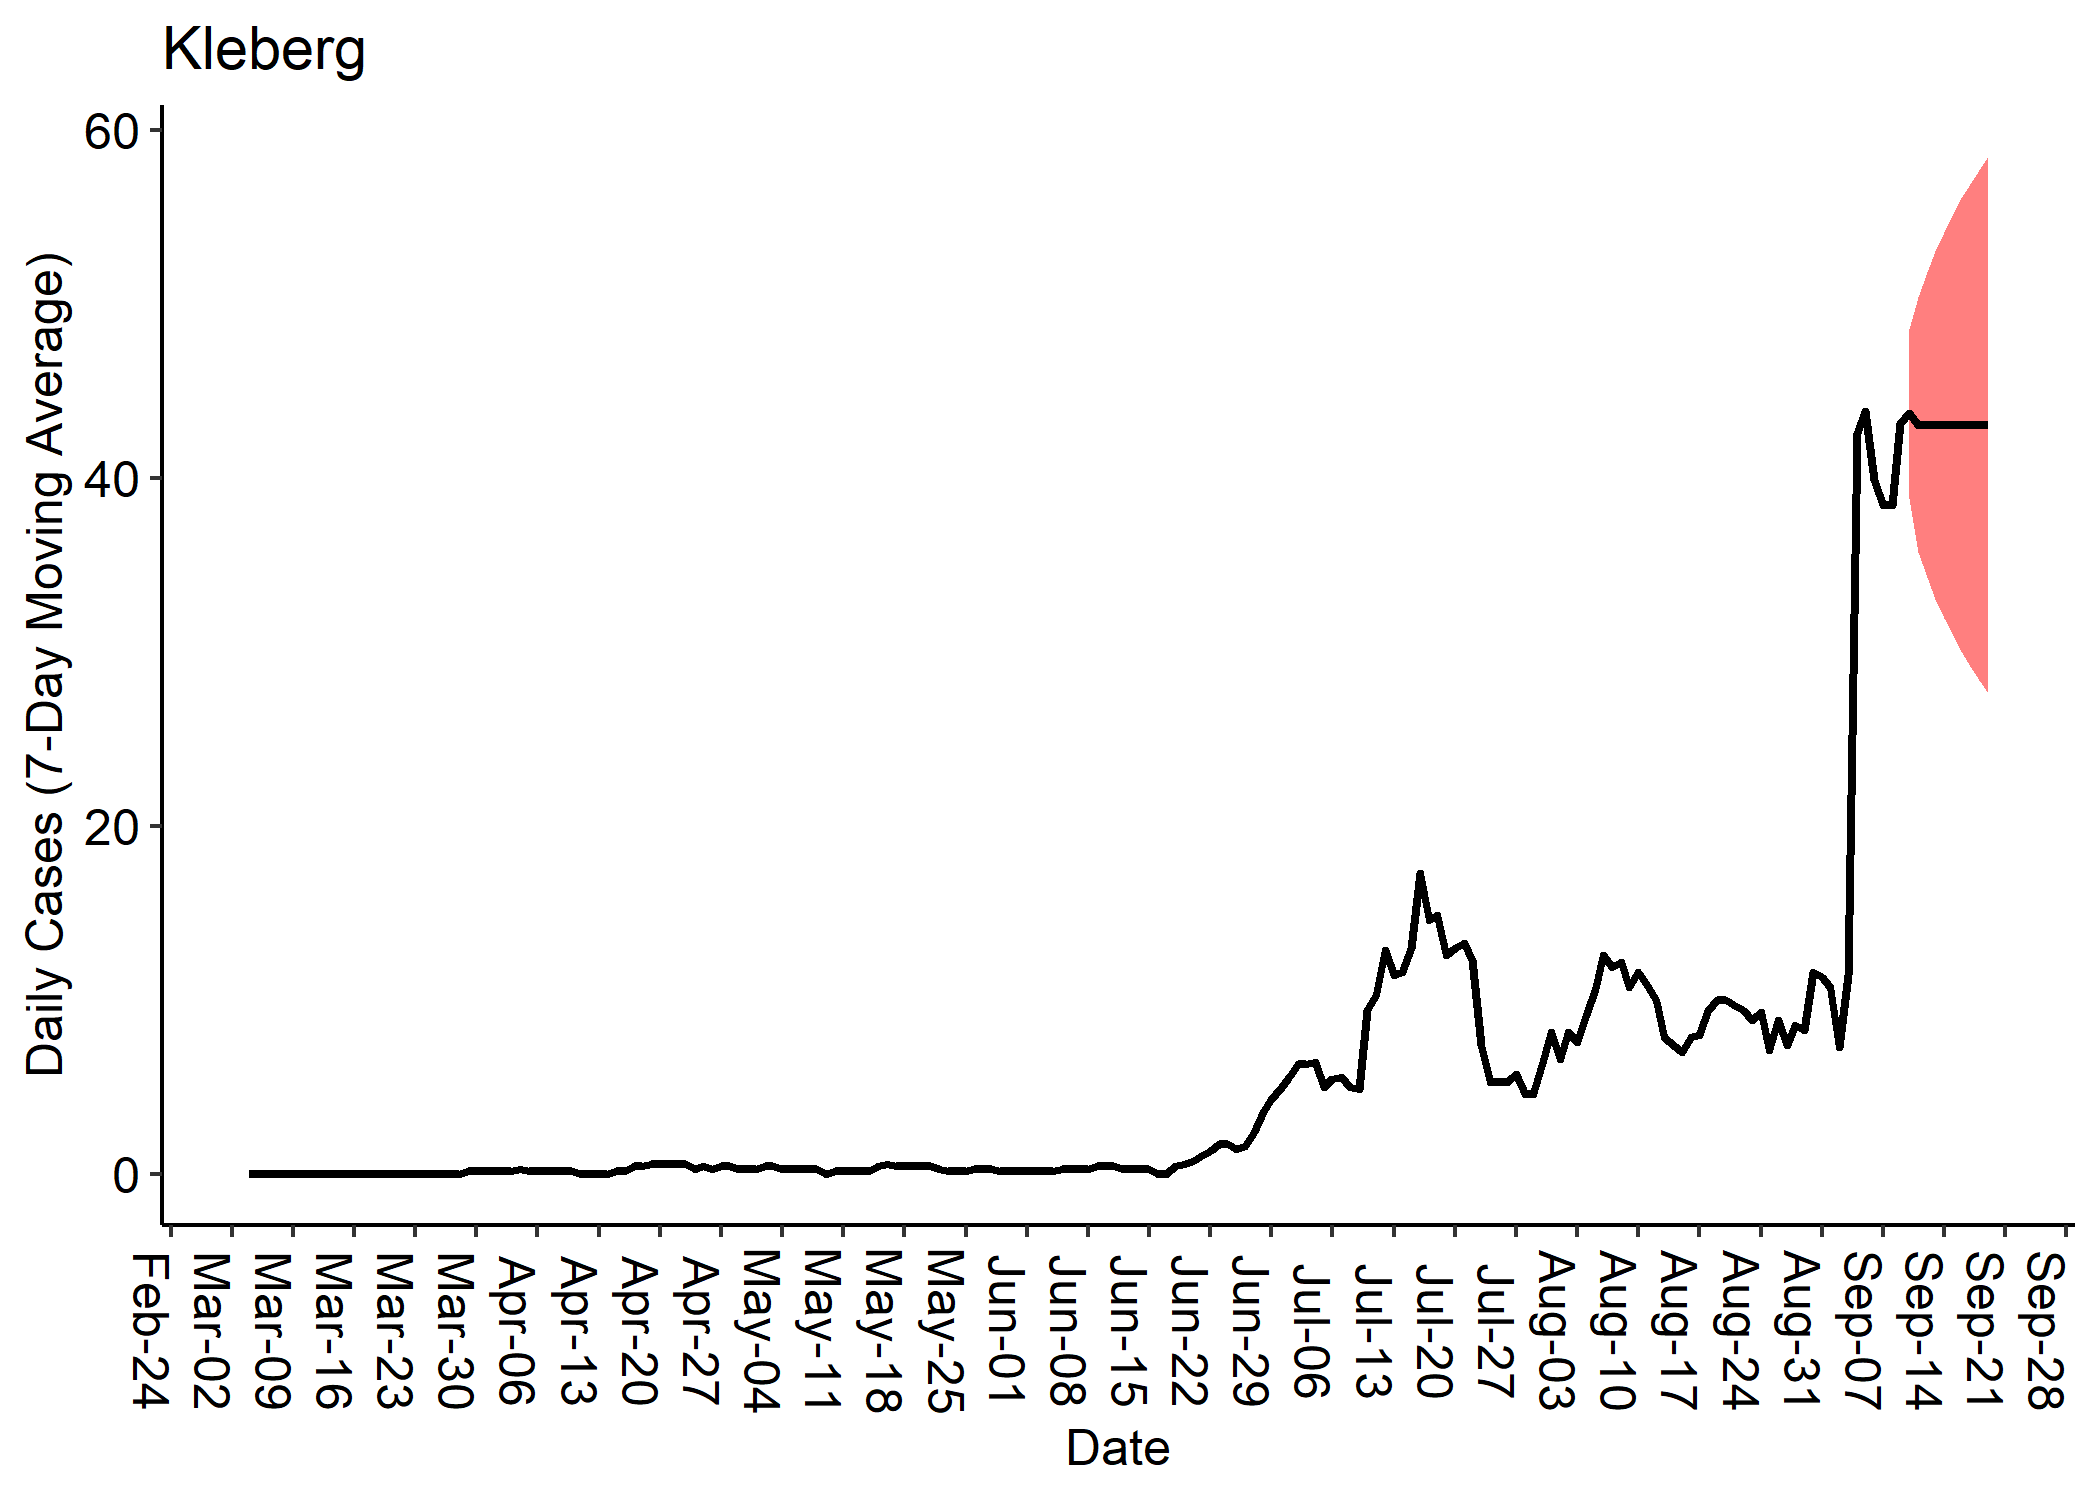 Kleberg
Daily Cases (7-Day Moving Average)
60
40
20
0
Feb-24
Mar-02
Mar-09
Mar-16
Mar-23
Mar-30
Apr-06
Apr-13
Apr-20
Apr-27
May-04
May-11
May-18
May-25
Jun-01
Jun-08
Jun-15
Jun-22
Jun-29
Jul-06
Jul-13
Jul-20
Jul-27
Aug-03
Aug-10
Aug-17
Aug-24
Aug-31
Sep-07
Sep-14
Sep-21
Sep-28
Date